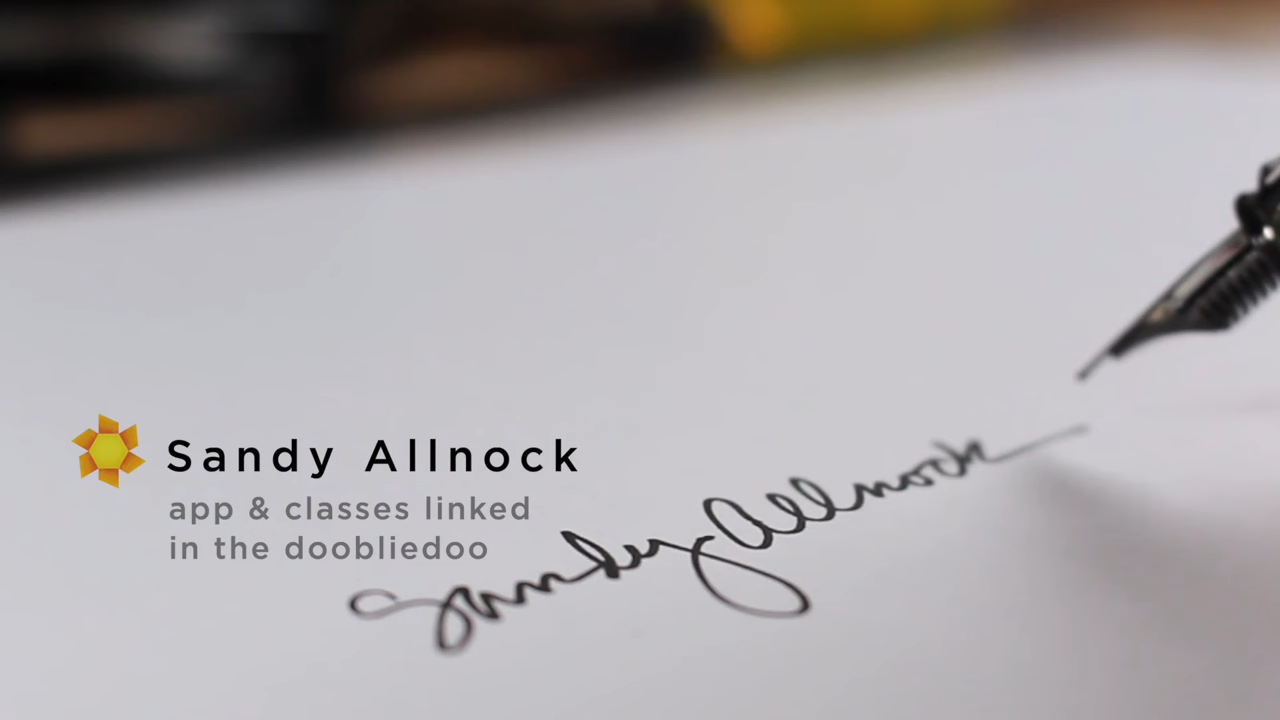 Sandy Allnock
app & classes linked
in the doobliedoo
Sandy Allnock